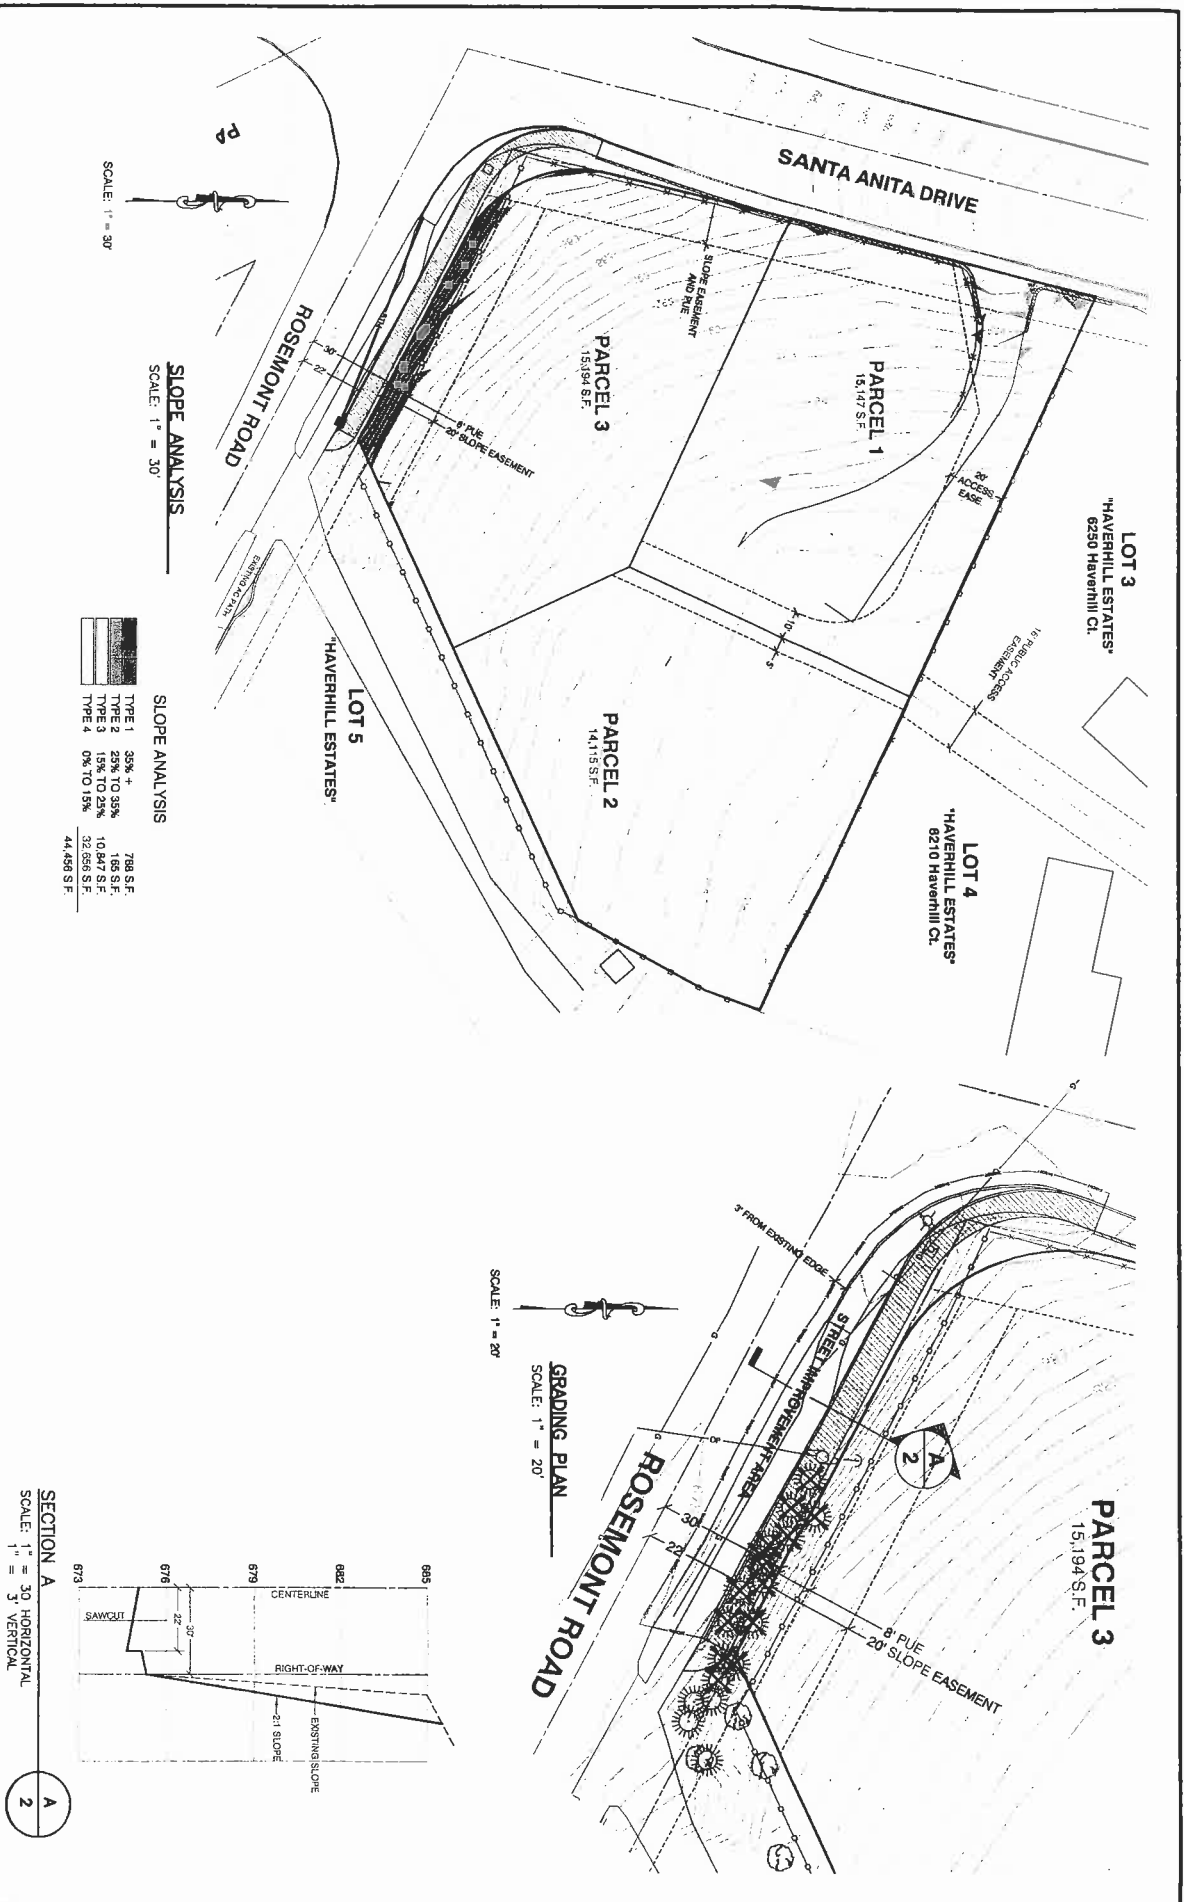 SANTA ANITA DRIVE
P4
SCALE: 1" = 30'
ROSEMONT ROAD
SLOPE ANALYSIS
SCALE: 1" = 30'
SLOPE EASEMENT
AND PUE
PARCEL 3
15,194 S.F.
PARCEL 1
15,147 S.F.
30'
22'
8' PUE
20' SLOPE EASEMENT
20'
ACCESS
EASE.
LOT 3
"HAVERHILL ESTATES"
6250 Haverhill Ct.
EXISTING AC PATH
10'
5'
16' PUBLIC ACCESS
EASEMENT
PARCEL 2
14,115 S.F.
LOT 5
"HAVERHILL ESTATES"
LOT 4
"HAVERHILL ESTATES"
6210 Haverhill Ct.
SLOPE ANALYSIS
TYPE 1 35% + 788 S.F.
TYPE 2 25% TO 35% 165 S.F.
TYPE 3 15% TO 25% 10,847 S.F.
TYPE 4 0% TO 15% 32,656 S.F.
44,456 S.F.
3' FROM EXISTING EDGE
STREET IMPROVEMENT AREA
SCALE: 1" = 20'
GRADING PLAN
SCALE: 1" = 20'
A
2
PARCEL 3
15,194 S.F.
ROSEMONT ROAD
30'
22'
8' PUE
20' SLOPE EASEMENT
685
682
679
676
673
CENTERLINE
22'
30'
SAWCUT
RIGHT-OF-WAY
EXISTING SLOPE
2:1 SLOPE
SECTION A
SCALE: 1" = 30' HORIZONTAL
1" = 3' VERTICAL
A
2